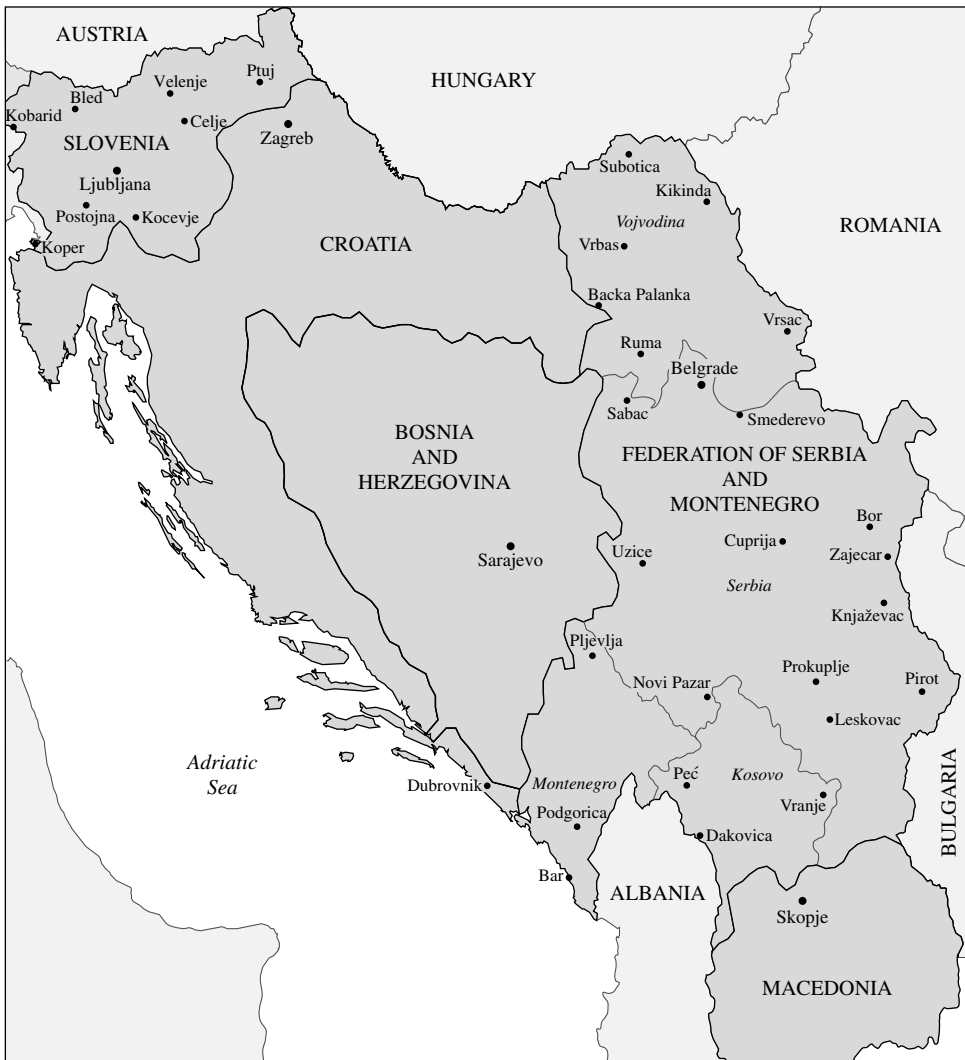 AUSTRIA
HUNGARY
Ptuj
Velenje
Bled
Kobarid
Celje
Zagreb
SLOVENIA
Subotica
Ljubljana
Kikinda
Postojna
Kocevje
Vojvodina
ROMANIA
Koper
CROATIA
Vrbas
Backa Palanka
Vrsac
Ruma
Belgrade
Sabac
Smederevo
BOSNIA
AND
HERZEGOVINA
FEDERATION OF SERBIA
AND
MONTENEGRO
Bor
Cuprija
Zajecar
Uzice
Sarajevo
Serbia
Knjaževac
Pljevlja
Prokuplje
Novi Pazar
Pirot
Leskovac
Adriatic
Sea
Dubrovnik
Montenegro
Peć
Kosovo
Podgorica
Vranje
Dakovica
BULGARIA
Bar
ALBANIA
Skopje
MACEDONIA